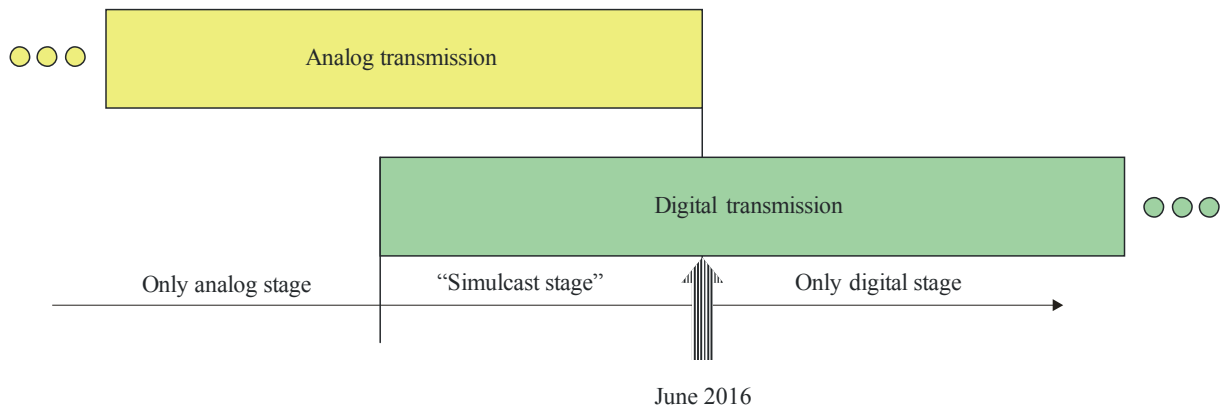 Analog transmission
Digital transmission
Only analog stage
“Simulcast stage”
Only digital stage
June 2016